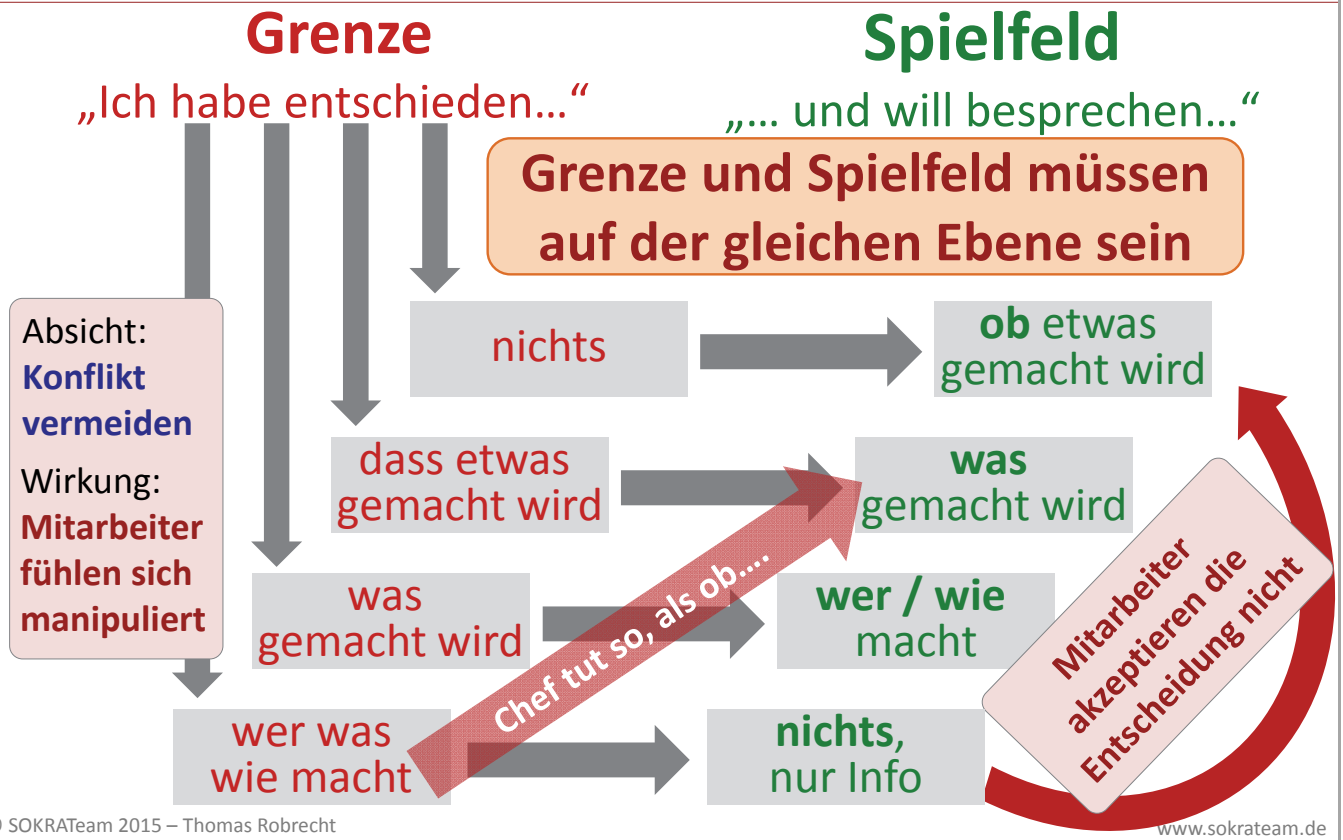 Grenze
Spielfeld
„Ich habe entschieden…“
„… und will besprechen…“
Grenze und Spielfeld müssen
auf der gleichen Ebene sein
Absicht:
Konflikt
vermeiden
Wirkung:
Mitarbeiter
fühlen sich
manipuliert
nichts
ob etwas
gemacht wird
dass etwas
gemacht wird
was
gemacht wird
was
gemacht wird
wer / wie
macht
wer was
wie macht
nichts,
nur Info
Chef tut so, als ob….
Mitarbeiter
akzeptieren die
Entscheidung nicht
SOKRATeam 2015 – Thomas Robrecht
www.sokrateam.de